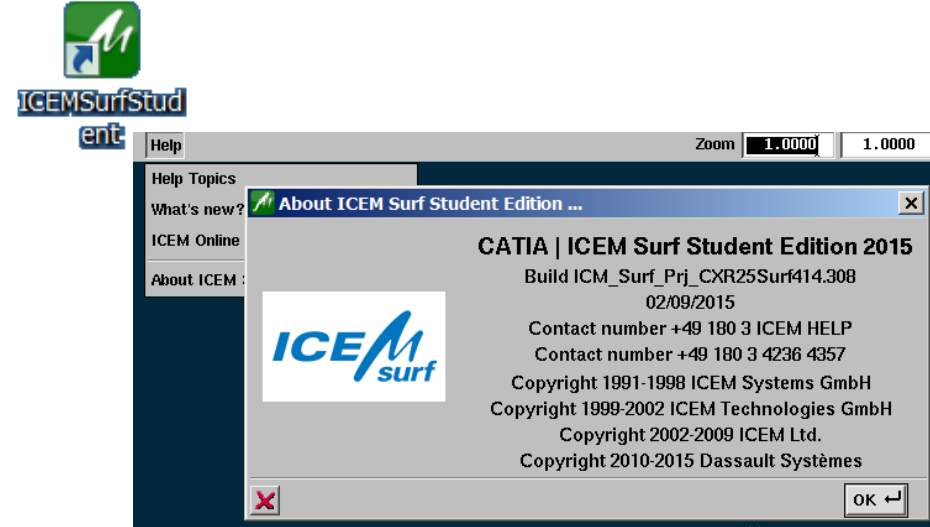 ICEMSurfStud
ent
Help
Zoom 1.0000 1.0000
Help Topics
What's new?
ICEM Online
About ICEM
About ICEM Surf Student Edition ...
CATIA | ICEM Surf Student Edition 2015
Build ICM_Surf_Prj_CXR25Surf414.308
02/09/2015
Contact number +49 180 3 ICEM HELP
Contact number +49 180 3 4236 4357
Copyright 1991-1998 ICEM Systems GmbH
Copyright 1999-2002 ICEM Technologies GmbH
Copyright 2002-2009 ICEM Ltd.
Copyright 2010-2015 Dassault Systèmes
ICEM
surf
OK